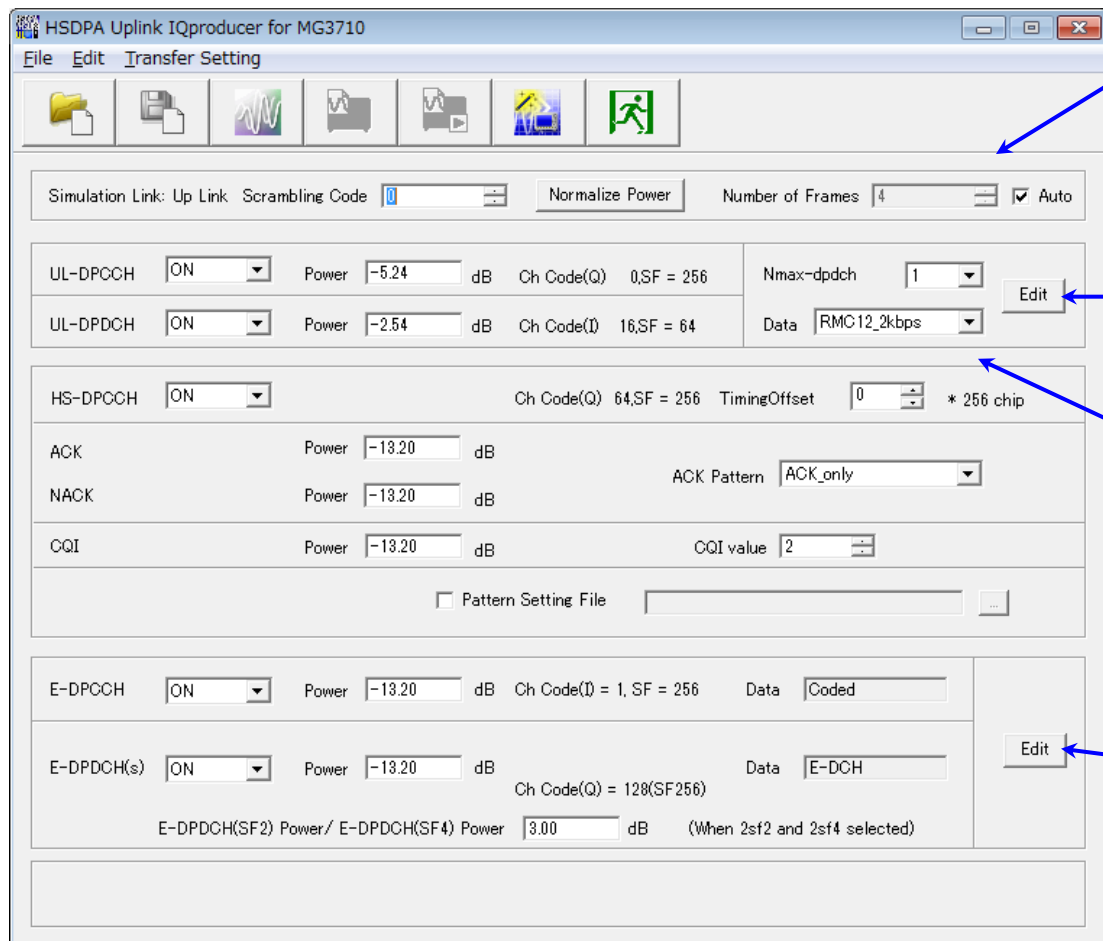 HSDPA Uplink IQproducer for MG3710
File Edit Transfer Setting
Simulation Link: Up Link Scrambling Code 0 Normalize Power Number of Frames 4 Auto
UL-DPCCH ON Power -5.24 dB Ch Code(Q) 0,SF = 256 Nmax-dpdch 1
Edit
UL-DPDCH ON Power -2.54 dB Ch Code(I) 16,SF = 64 Data RMC12_2kbps
HS-DPCCH ON Ch Code(Q) 64,SF = 256 TimingOffset 0 * 256 chip
ACK Power -13.20 dB
ACK Pattern ACK_only
NACK Power -13.20 dB
CQI Power -13.20 dB CQI value 2
Pattern Setting File ...
E-DPCCH ON Power -13.20 dB Ch Code(I) = 1, SF = 256 Data Coded
Edit
E-DPDCH(s) ON Power -13.20 dB Data E-DCH
Ch Code(Q) = 128(SF256)
E-DPDCH(SF2) Power/ E-DPDCH(SF4) Power 3.00 dB (When 2sf2 and 2sf4 selected)